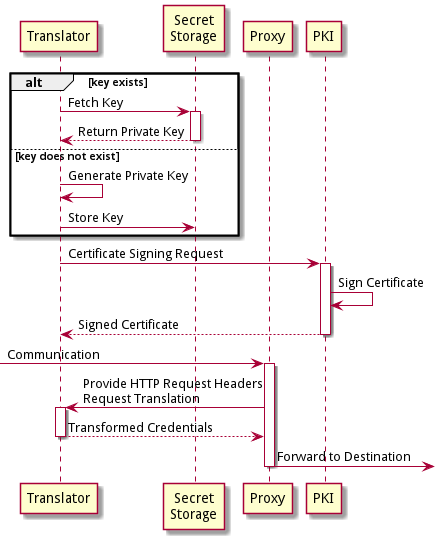 Translator
Secret
Storage
Proxy
PKI
alt
[key exists]
Fetch Key
Return Private Key
[key does not exist]
Generate Private Key
Store Key
Certificate Signing Request
Sign Certificate
Signed Certificate
Communication
Provide HTTP Request Headers
Request Translation
Transformed Credentials
Forward to Destination
Translator
Secret
Storage
Proxy
PKI